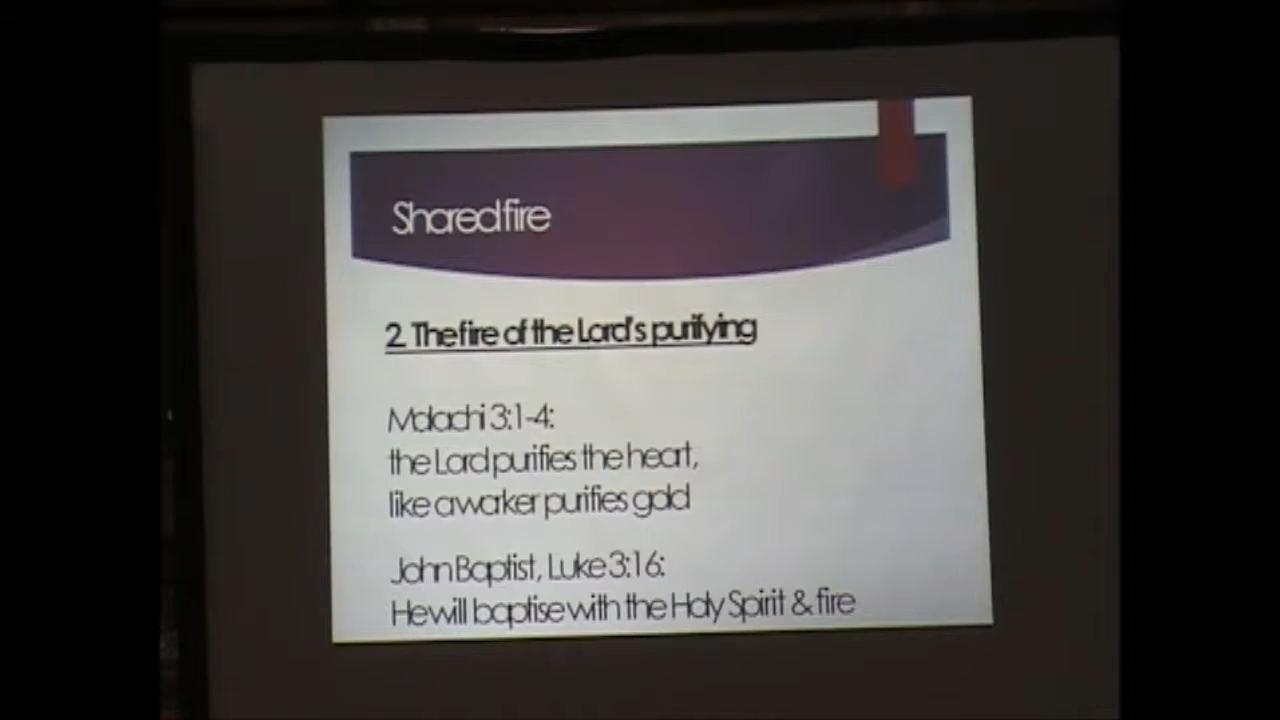 Shared fire
2. The fire of the Lord's purifying
Malachi 3:1-4:
the Lord purifies the heart,
like a worker purifies gold
John Baptist, Luke 3:16:
He will baptise with the Holy Spirit & fire